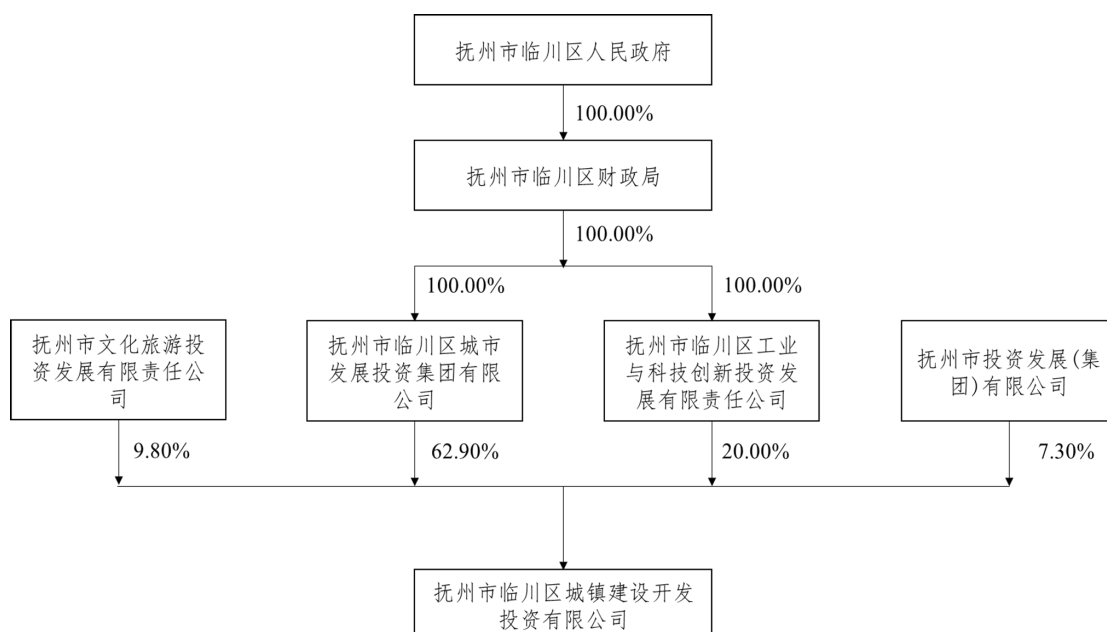 抚州市临川区人民政府
100.00%
抚州市临川区财政局
100.00%
100.00%
100.00%
抚州市文化旅游投
资发展有限责任公
司
抚州市临川区城市
发展投资集团有限
公司
抚州市临川区工业
与科技创新投资发
展有限责任公司
抚州市投资发展(集
团)有限公司
9.80%
62.90%
20.00%
7.30%
抚州市临川区城镇建设开发
投资有限公司